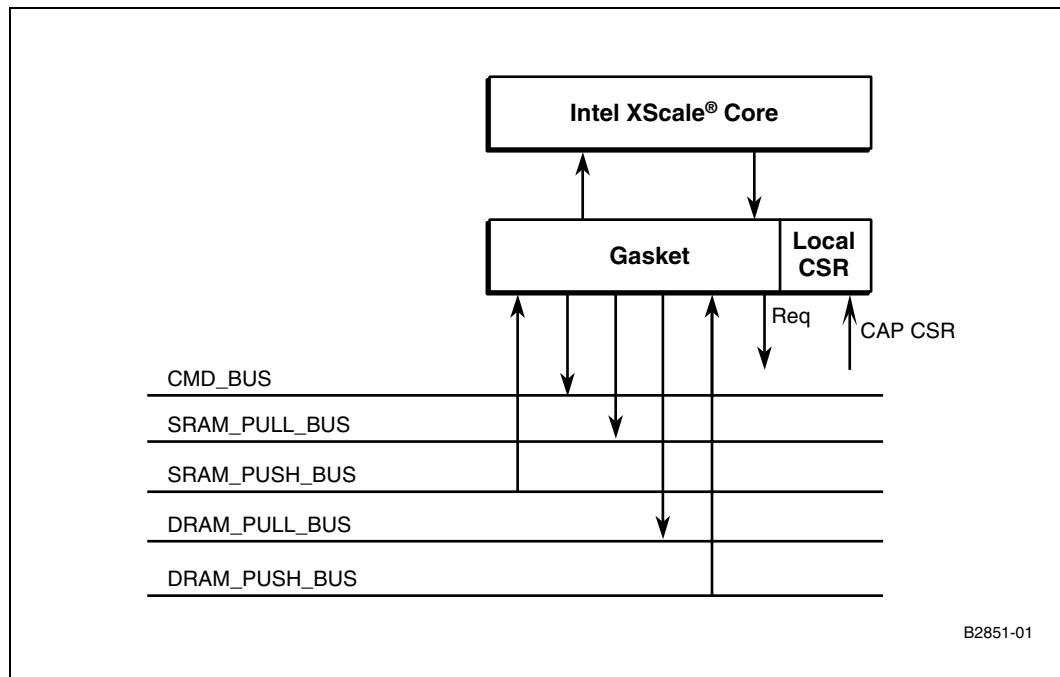 Intel XScale® Core
Gasket
Local
CSR
Req
CAP CSR
CMD_BUS
SRAM_PULL_BUS
SRAM_PUSH_BUS
DRAM_PULL_BUS
DRAM_PUSH_BUS
B2851-01